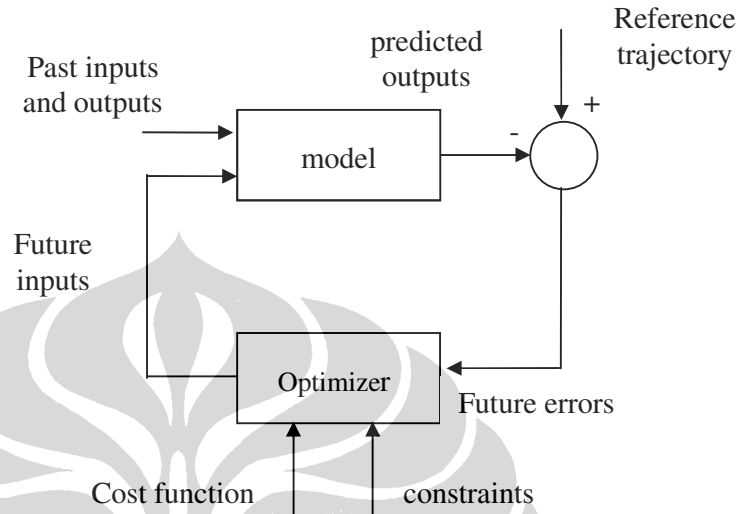 Reference
trajectory
predicted
outputs
Past inputs
and outputs
+
-
model
Future
inputs
Optimizer
Future errors
Cost function
constraints